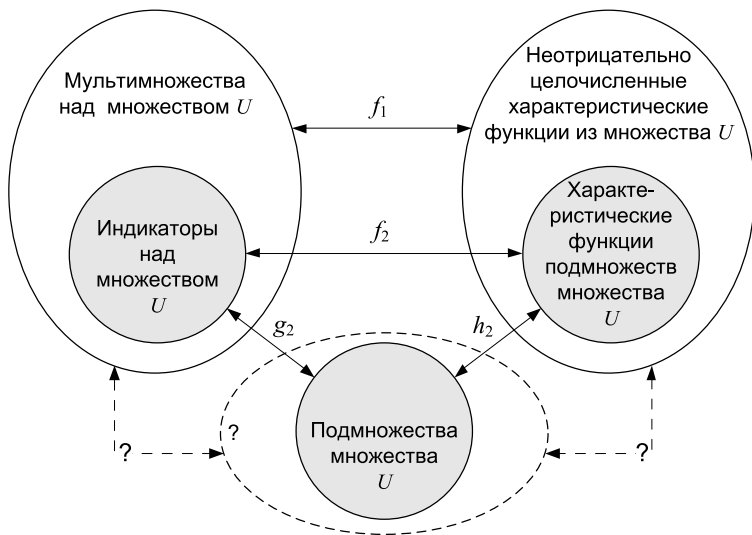 Мультимножества
над множеством U
Неотрицательно
целочисленные
характеристические
функции из множества U
f1
Индикаторы
над
множеством
U
f2
Характе-
ристические
функции
подмножеств
множества
U
g2
h2
?
Подмножества
множества
U
?
?